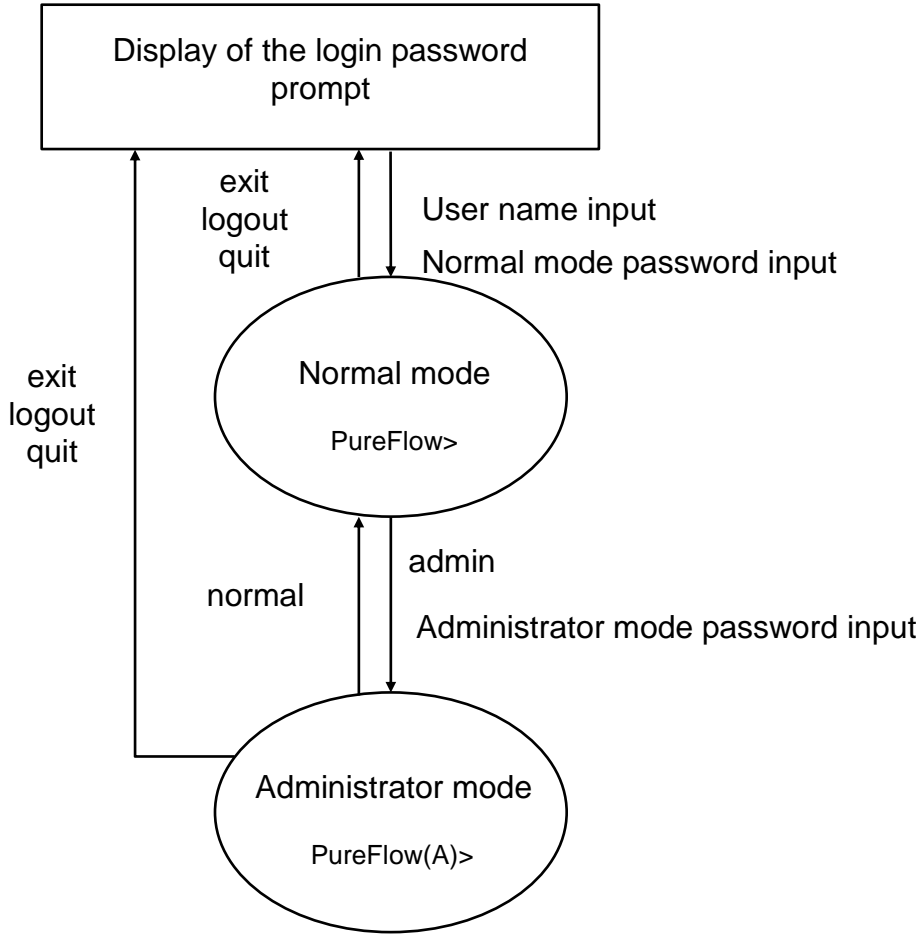 Display of the login password
prompt
exit
logout
quit
User name input
Normal mode password input
Normal mode
PureFlow>
exit
logout
quit
normal
admin
Administrator mode password input
Administrator mode
PureFlow(A)>